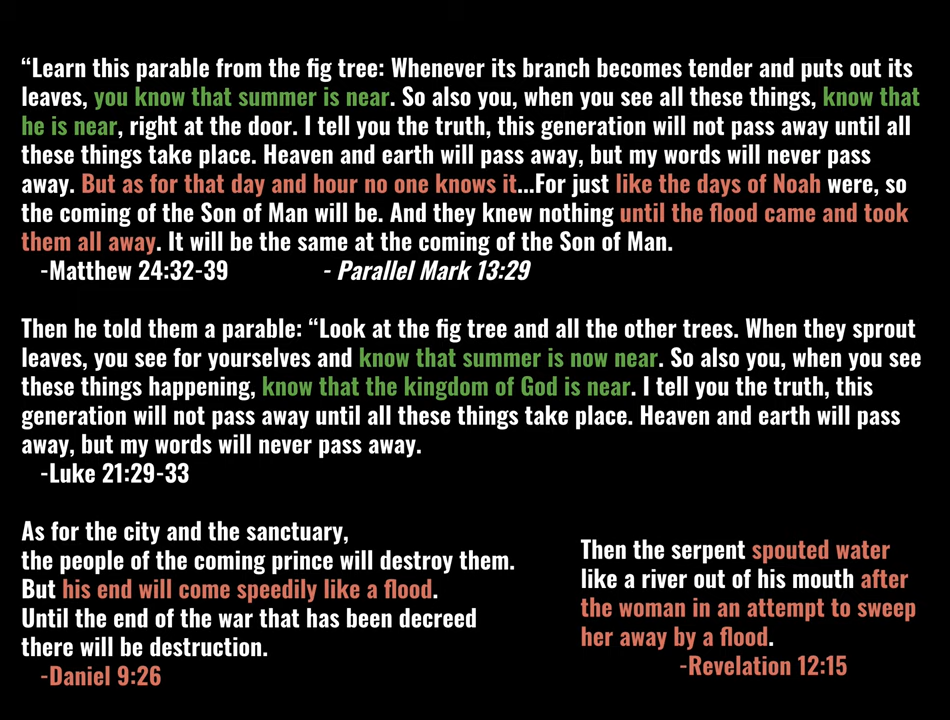 “Learn this parable from the fig tree: Whenever its branch becomes tender and puts out its
leaves, you know that summer is near. So also you, when you see all these things, know that
he is near, right at the door. I tell you the truth, this generation will not pass away until all
these things take place. Heaven and earth will pass away, but my words will never pass
away. But as for that day and hour no one knows it...For just like the days of Noah were, so
the coming of the Son of Man will be. And they knew nothing until the flood came and took
them all away. It will be the same at the coming of the Son of Man.
-Matthew 24:32-39 - Parallel Mark 13:29
Then he told them a parable: “Look at the fig tree and all the other trees. When they sprout
leaves, you see for yourselves and know that summer is now near. So also you, when you see
these things happening, know that the kingdom of God is near. I tell you the truth, this
generation will not pass away until all these things take place. Heaven and earth will pass
away, but my words will never pass away.
-Luke 21:29-33
As for the city and the sanctuary,
the people of the coming prince will destroy them.
But his end will come speedily like a flood.
Until the end of the war that has been decreed
there will be destruction.
-Daniel 9:26
Then the serpent spouted water
like a river out of his mouth after
the woman in an attempt to sweep
her away by a flood.
-Revelation 12:15